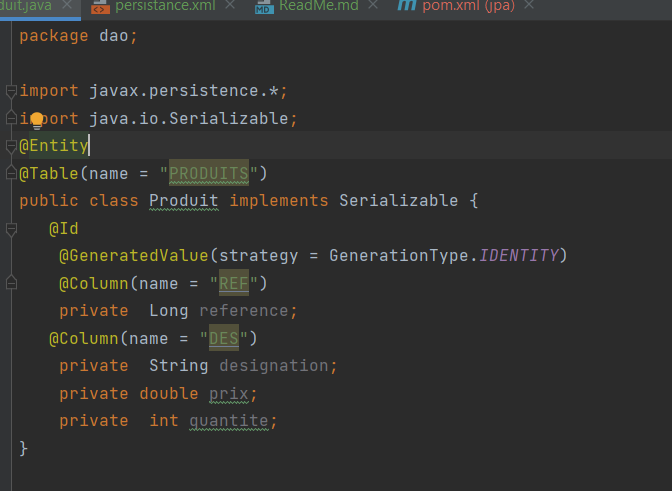 duit.java persistance.xml ReadMe.md pom.xml (jpa)
package dao;
import javax.persistence.*;
import java.io.Serializable;
@Entity
@Table(name = "PRODUITS")
public class Produit implements Serializable {
@Id
@GeneratedValue(strategy = GenerationType.IDENTITY)
@Column(name = "REF")
private  Long reference;
@Column(name = "DES")
private  String designation;
private double prix;
private  int quantite;
}